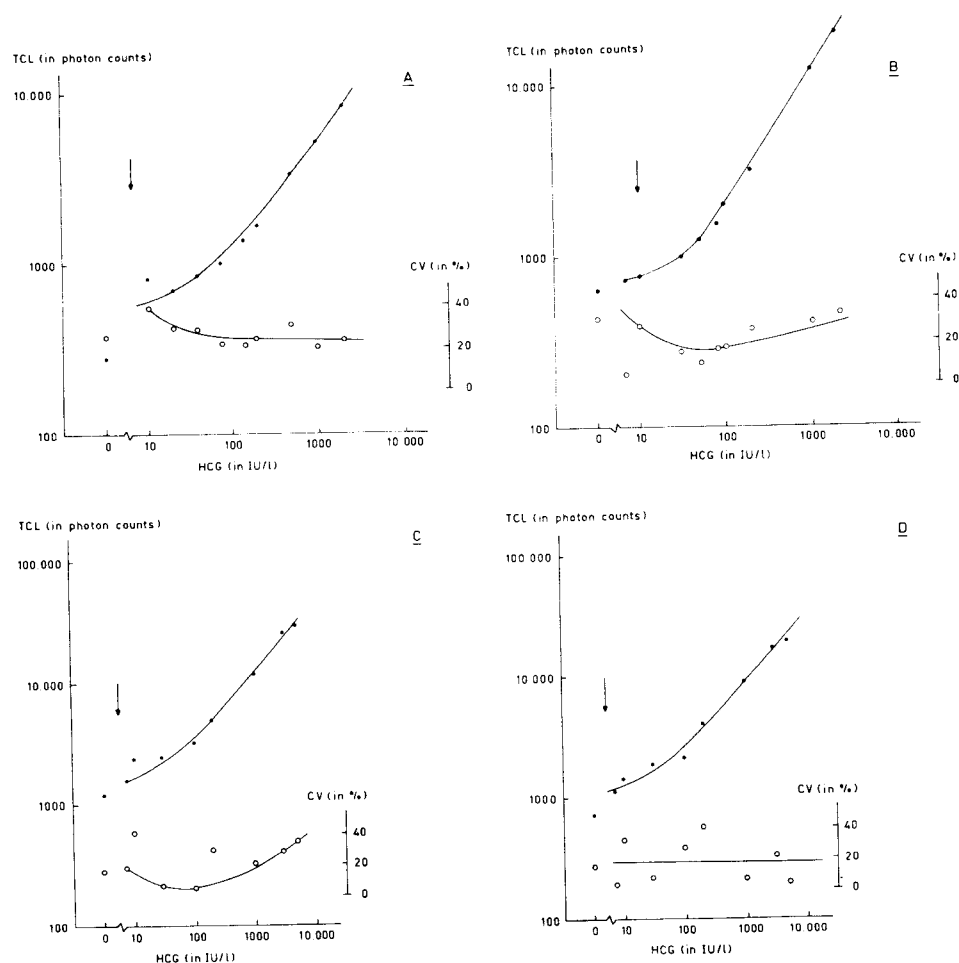 TCL (in photon counts)
A
10.000
1000
100
CV (in %)
40
20
0
0 10 100 1000 10 000
HCG (in IU/l)
TCL (in photon counts)
B
10.000
1000
100
CV (in %)
40
20
0
0 10 100 1000 10.000
HCG (in IU/l)
TCL (in photon counts)
C
100 000
10.000
1000
100
CV (in %)
40
20
0
0 10 100 1000 10 000
HCG (in IU/l)
TCL (in photon counts)
D
100 000
10.000
1000
100
CV (in %)
40
20
0
0 10 100 1000 10.000
HCG (in IU/l)